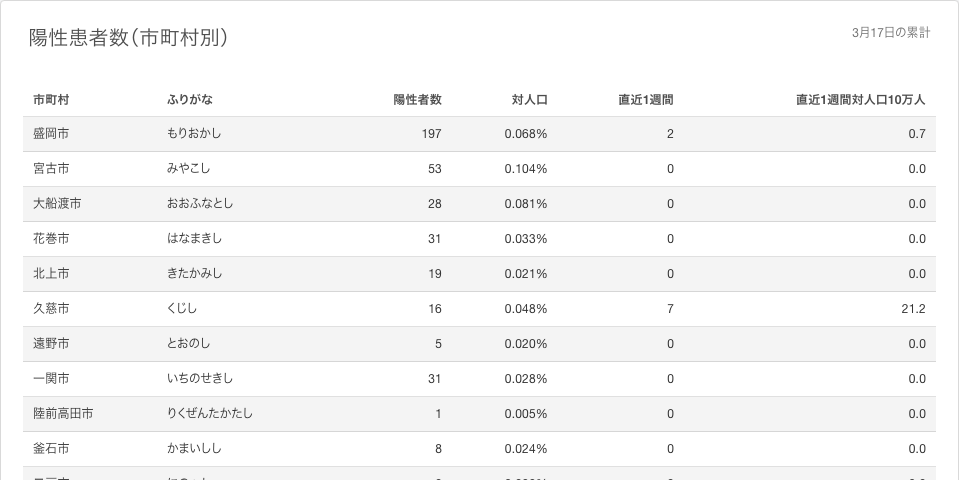 陽性患者数(市町村別)
3月17日の累計
市町村 ふりがな 陽性者数 対人口 直近1週間 直近1週間対人口10万人
盛岡市 もりおかし 197 0.068% 2 0.7
宮古市 みやこし 53 0.104% 0 0.0
大船渡市 おおふなとし 28 0.081% 0 0.0
花巻市 はなまきし 31 0.033% 0 0.0
北上市 きたかみし 19 0.021% 0 0.0
久慈市 くじし 16 0.048% 7 21.2
遠野市 とおのし 5 0.020% 0 0.0
一関市 いちのせきし 31 0.028% 0 0.0
陸前高田市 りくぜんたかたし 1 0.005% 0 0.0
釜石市 かまいしし 8 0.024% 0 0.0